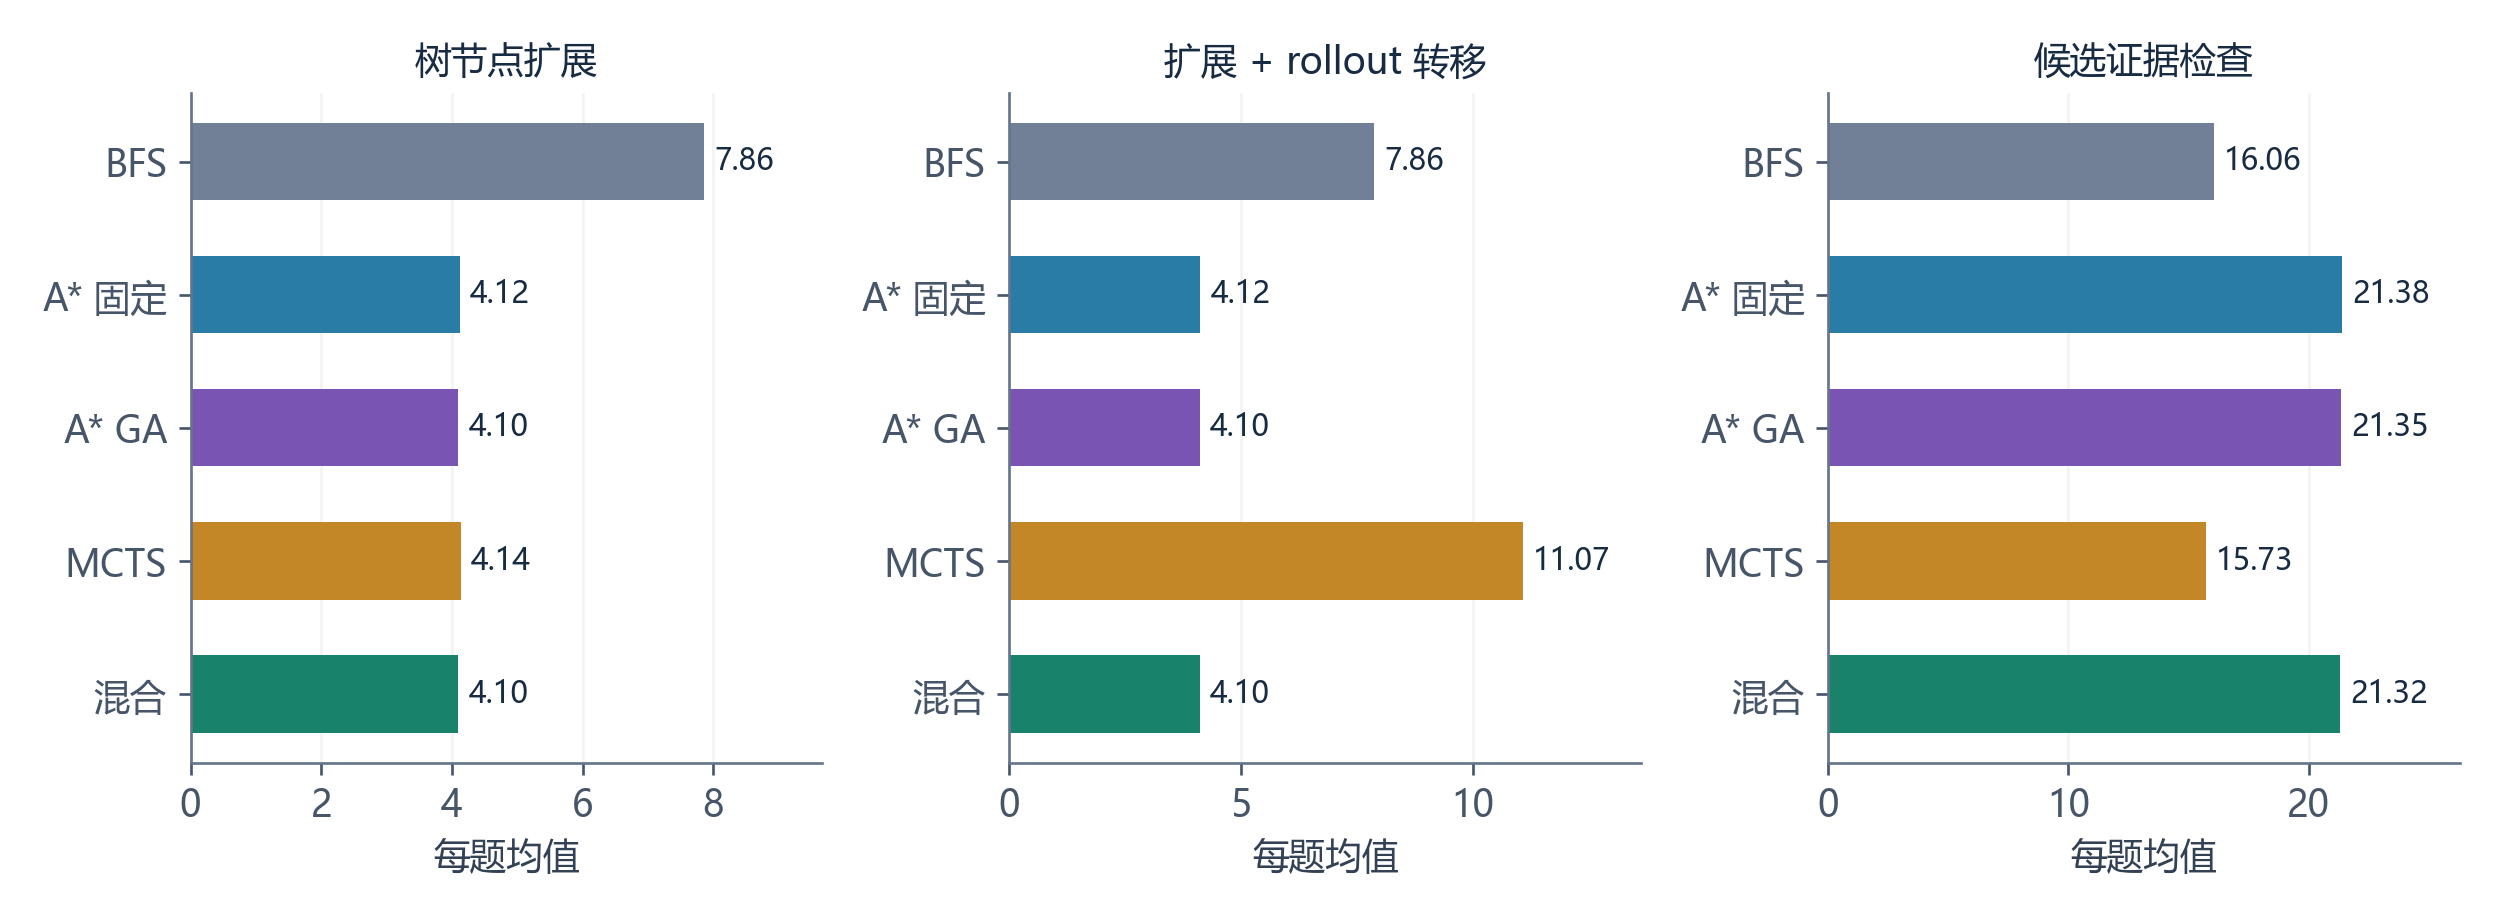 树节点扩展
BFS 7.86
A* 固定 4.12
A* GA 4.10
MCTS 4.14
混合 4.10
0 2 4 6 8
每题均值
扩展 + rollout 转移
BFS 7.86
A* 固定 4.12
A* GA 4.10
MCTS 11.07
混合 4.10
0 5 10
每题均值
候选证据检查
BFS 16.06
A* 固定 21.38
A* GA 21.35
MCTS 15.73
混合 21.32
0 10 20
每题均值